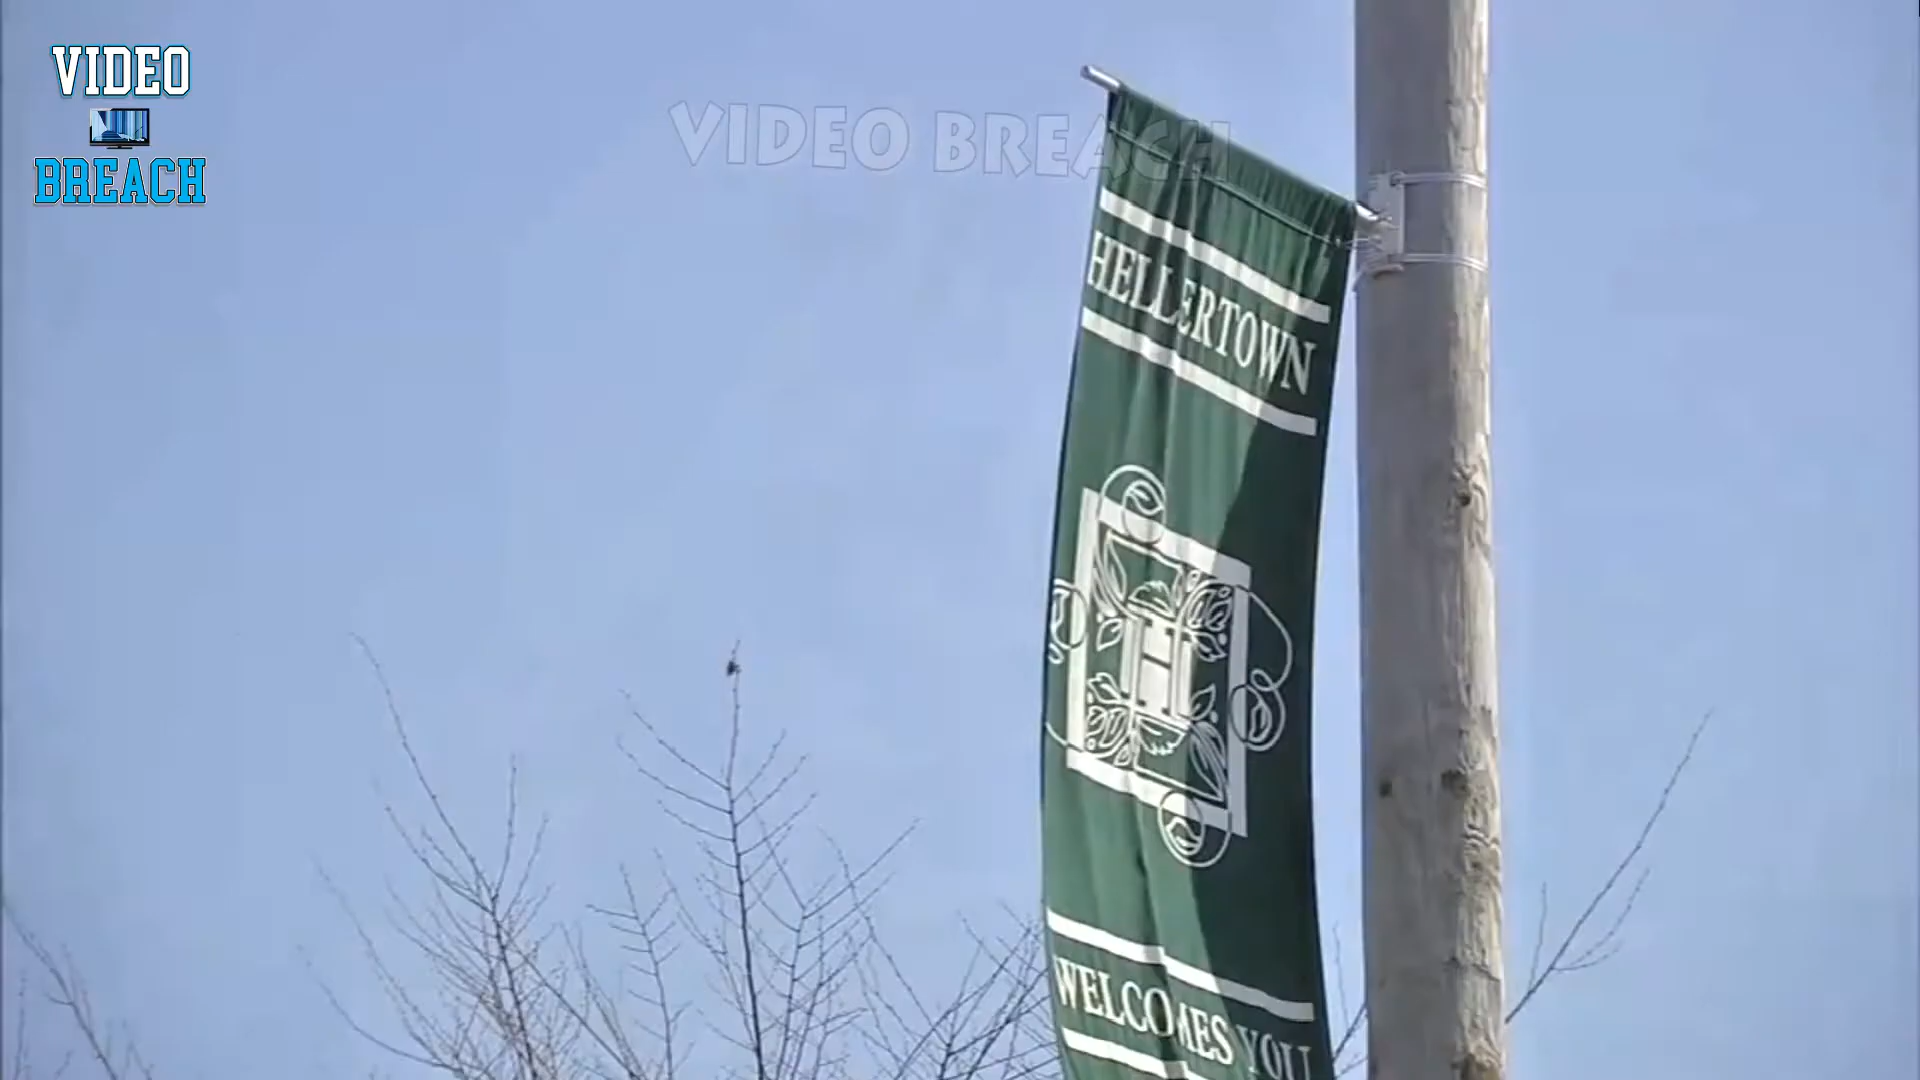 VIDEO
BREACH
VIDEO BREACH
HELLERTOWN
H
WELCOMES YOU